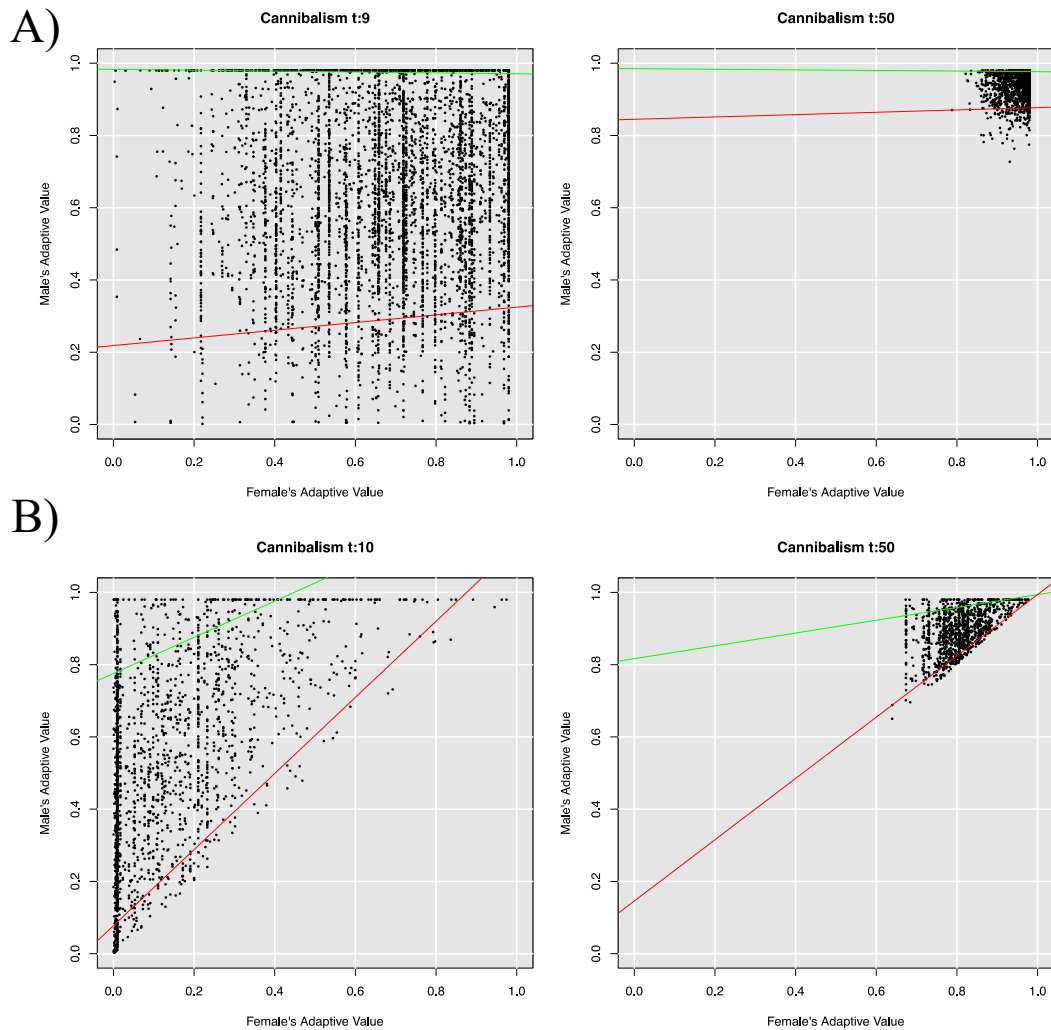 A)
Cannibalism t:9
Male's Adaptive Value
1.0
0.8
0.6
0.4
0.2
0.0
0.0 0.2 0.4 0.6 0.8 1.0
Female's Adaptive Value
Cannibalism t:50
Male's Adaptive Value
1.0
0.8
0.6
0.4
0.2
0.0
0.0 0.2 0.4 0.6 0.8 1.0
Female's Adaptive Value
B)
Cannibalism t:10
Male's Adaptive Value
1.0
0.8
0.6
0.4
0.2
0.0
0.0 0.2 0.4 0.6 0.8 1.0
Female's Adaptive Value
Cannibalism t:50
Male's Adaptive Value
1.0
0.8
0.6
0.4
0.2
0.0
0.0 0.2 0.4 0.6 0.8 1.0
Female's Adaptive Value